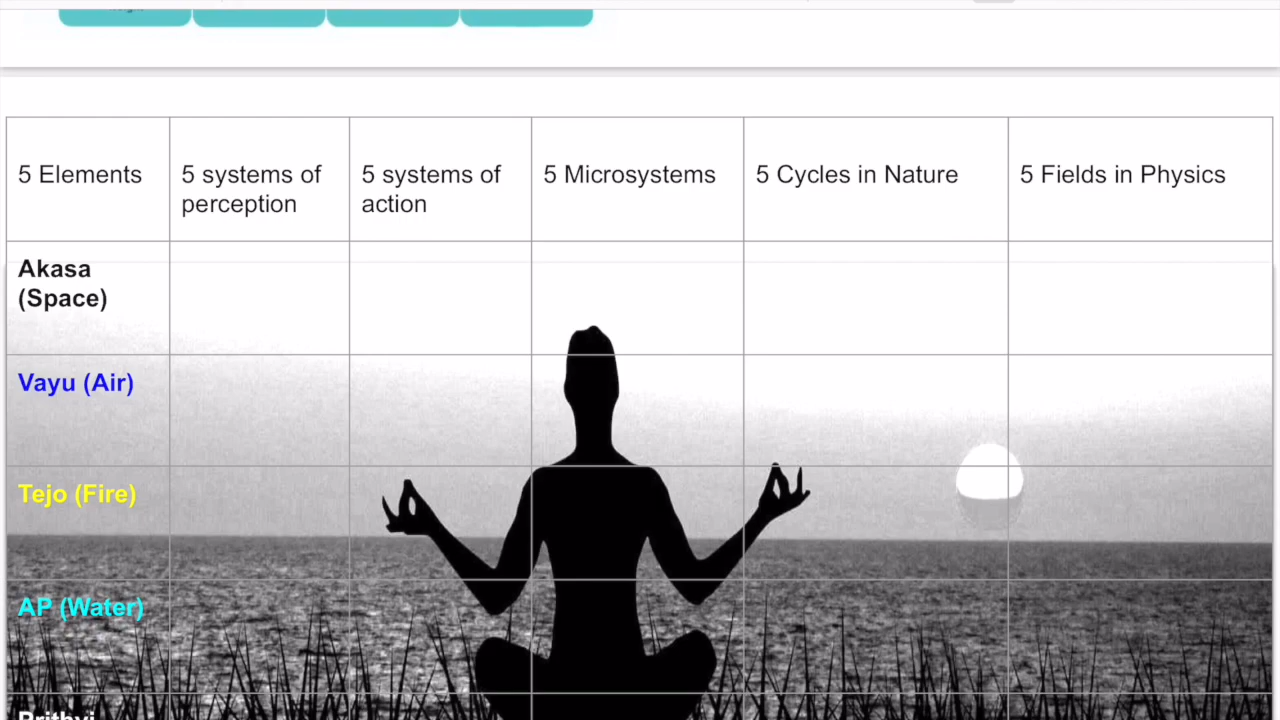 5 Elements
5 systems of
perception
5 systems of
action
5 Microsystems
5 Cycles in Nature
5 Fields in Physics
Akasa
(Space)
Vayu (Air)
Tejo (Fire)
AP (Water)
Prithvi